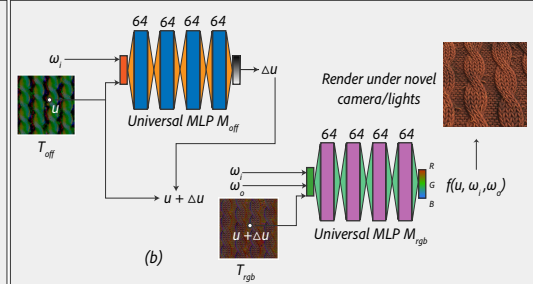 64 64 64 64
ωi
Δu
u
Universal MLP Moff
Toff
u + Δu
Render under novel
camera/lights
64 64 64 64
ωi
ωo
R
G
B
f(u, ωi,ωo)
u +Δu
Universal MLP Mrgb
Trgb
(b)